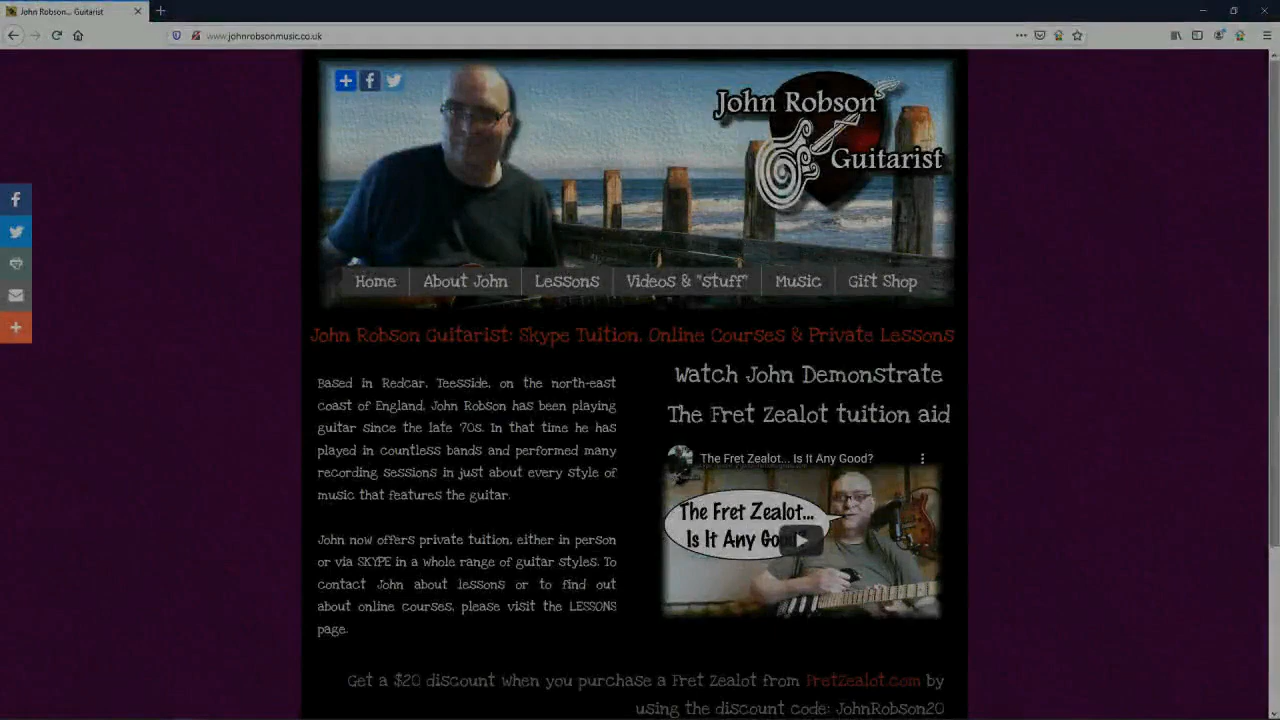 John Robson... Guitarist
www.johnrobsonmusic.co.uk
John Robson
Guitarist
Home
About John
Lessons
Videos & "stuff"
Music
Gift Shop
John Robson Guitarist: Skype Tuition, Online Courses & Private Lessons
Based in Redcar, Teesside, on the north-east
coast of England, John Robson has been playing
guitar since the late 70s. In that time he has
played in countless bands and performed many
recording sessions in just about every style of
music that features the guitar.
John now offers private tuition, either in person
or via SKYPE in a whole range of guitar styles. To
contact John about lessons or to find out
about online courses, please visit the LESSONS
page.
Watch John Demonstrate
The Fret Zealot tuition aid
The Fret Zealot... Is It Any Good?
The Fret Zealot...
Is It Any Good?
Get a $20 discount when you purchase a Fret Zealot from FretZealot.com by
using the discount code: JohnRobson20